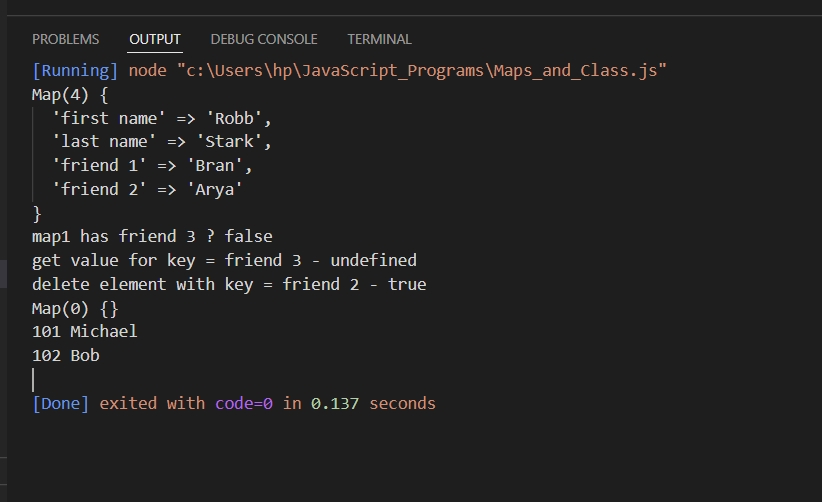 PROBLEMS OUTPUT DEBUG CONSOLE TERMINAL
[Running] node "c:\Users\hp\JavaScript_Programs\Maps_and_Class.js"
Map(4) {
  'first name' => 'Robb',
  'last name' => 'Stark',
  'friend 1' => 'Bran',
  'friend 2' => 'Arya'
}
map1 has friend 3 ? false
get value for key = friend 3 - undefined
delete element with key = friend 2 - true
Map(0) {}
101 Michael
102 Bob
[Done] exited with code=0 in 0.137 seconds